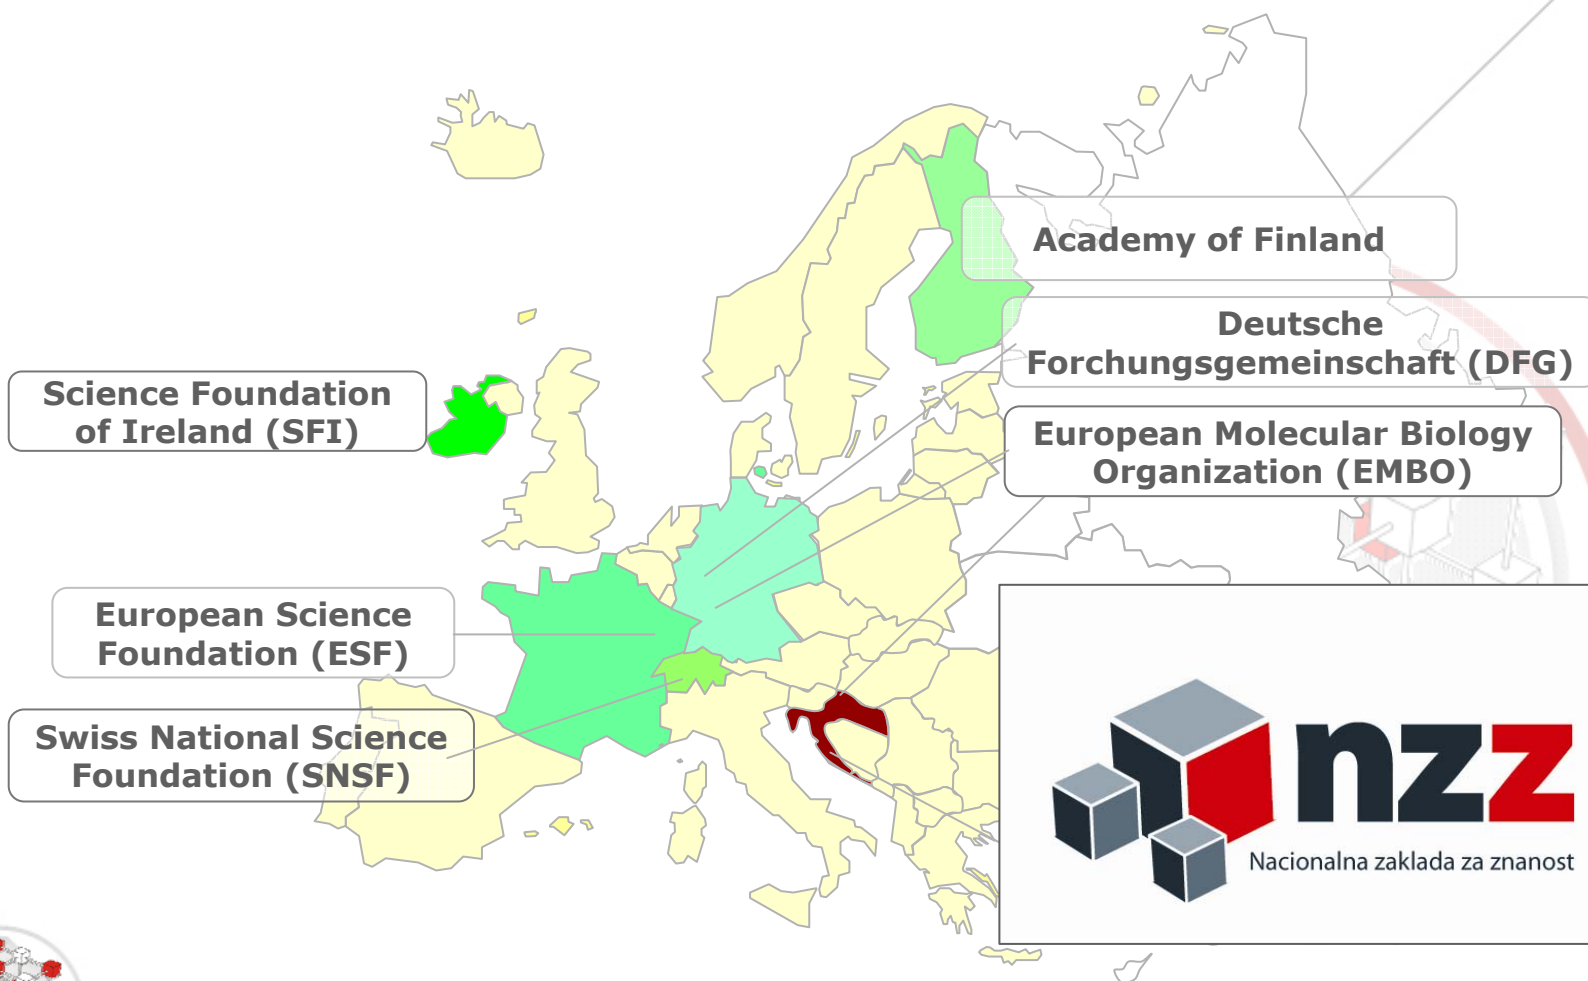 Academy of Finland
Deutsche
Forchungsgemeinschaft (DFG)
Science Foundation
of Ireland (SFI)
European Molecular Biology
Organization (EMBO)
European Science
Foundation (ESF)
Swiss National Science
Foundation (SNSF)
nzz
Nacionalna zaklada za znanost